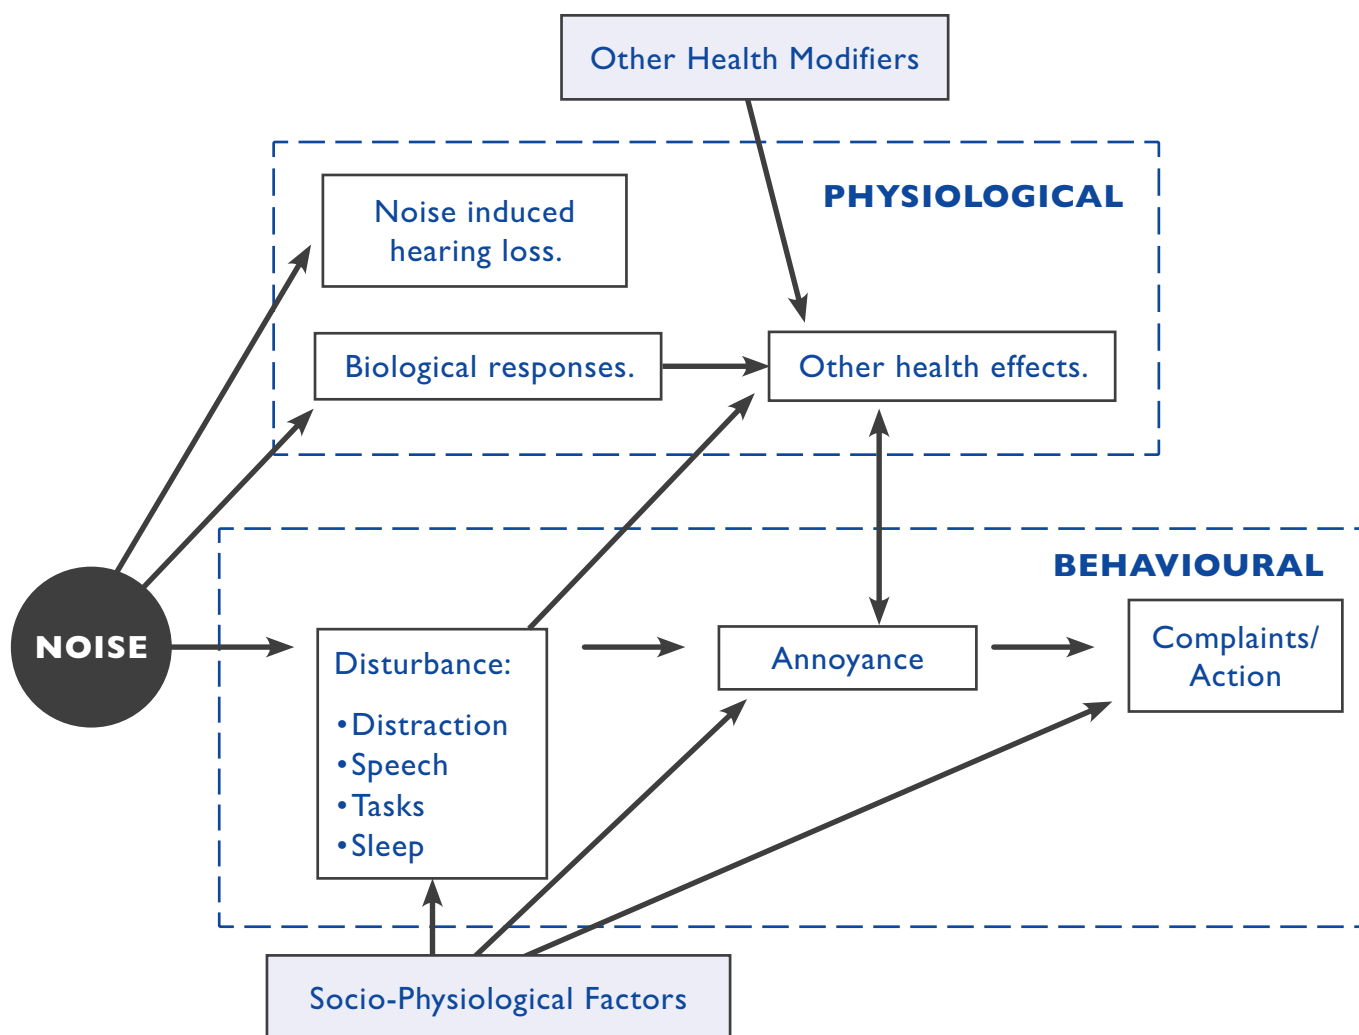 Other Health Modifiers
PHYSIOLOGICAL
Noise induced
hearing loss.
Biological responses.
Other health effects.
BEHAVIOURAL
NOISE
Disturbance:
•Distraction
•Speech
•Tasks
•Sleep
Annoyance
Complaints/
Action
Socio-Physiological Factors